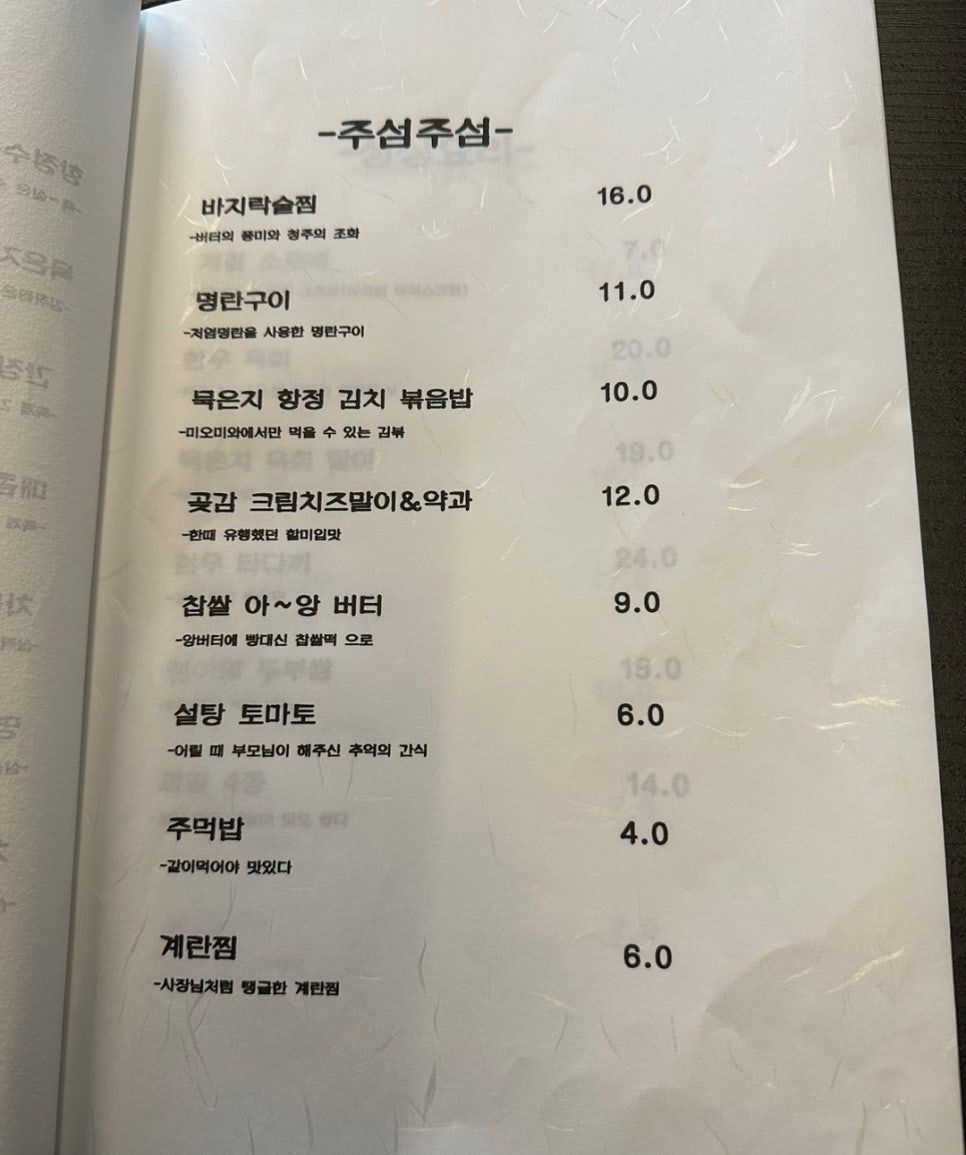 -주섬주섬-
바지락술찜 16.0
-버터의 풍미와 청주의 조화
명란구이 11.0
-저염명란을 사용한 명란구이
묵은지 항정 김치 볶음밥 10.0
-미오미와에서만 먹을 수 있는 김볶
곶감 크림치즈말이&약과 12.0
-한때 유행했던 할미입맛
찹쌀 아~앙 버터 9.0
-앙버터에 빵대신 찹쌀떡 으로
설탕 토마토 6.0
-어릴 때 부모님이 해주신 추억의 간식
주먹밥 4.0
-같이먹어야 맛있다
계란찜 6.0
-사장님처럼 탱글한 계란찜